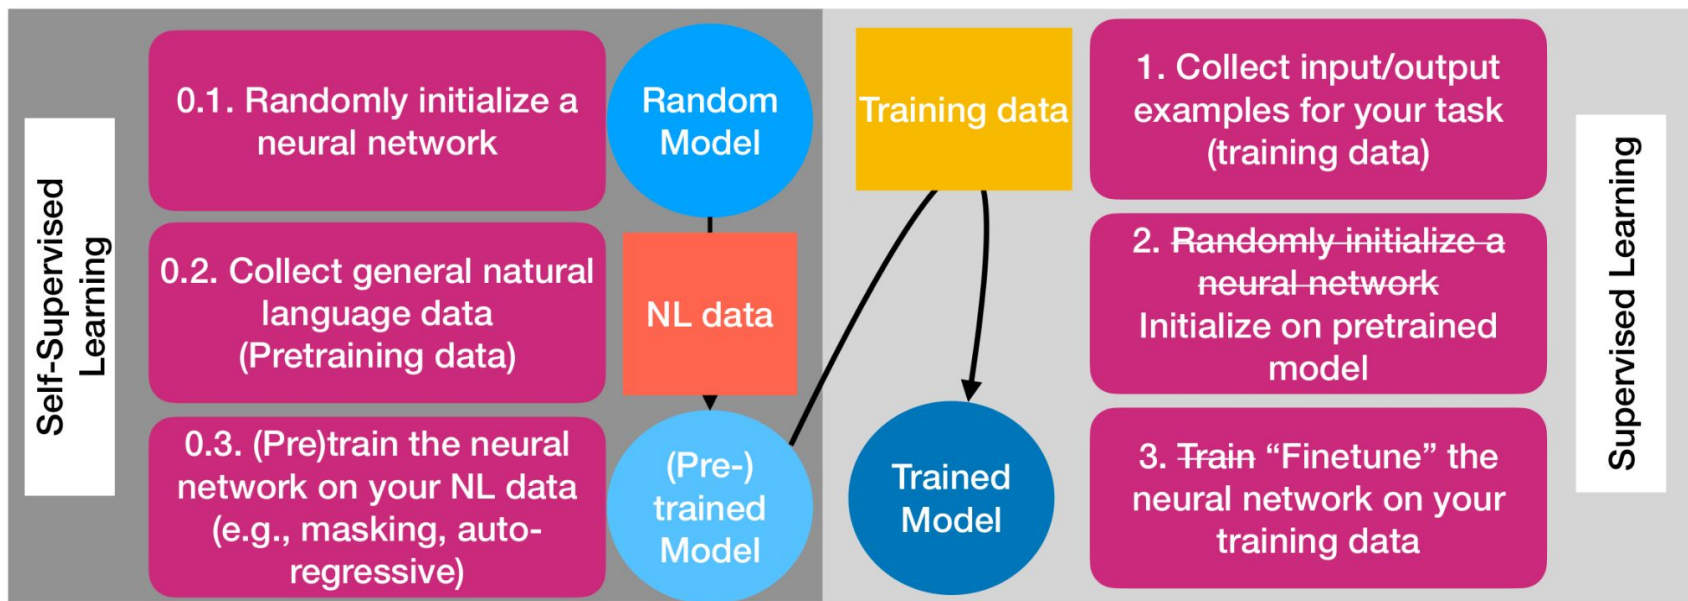 Self-Supervised
Learning
0.1. Randomly initialize a
neural network
0.2. Collect general natural
language data
(Pretraining data)
0.3. (Pre)train the neural
network on your NL data
(e.g., masking, auto-
regressive)
Random
Model
NL data
(Pre-)
trained
Model
Training data
Trained
Model
1. Collect input/output
examples for your task
(training data)
2. Randomly initialize a
neural network
Initialize on pretrained
model
3. Train “Finetune” the
neural network on your
training data
Supervised Learning